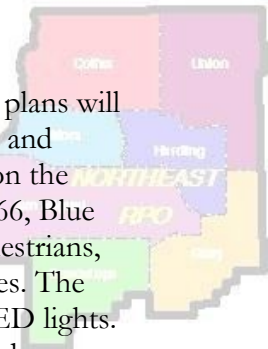 Colfax Union
plans will
and
Harding
on the NORTHEAST
66, Blue
RPO
estrians,
es. The
ED lights.